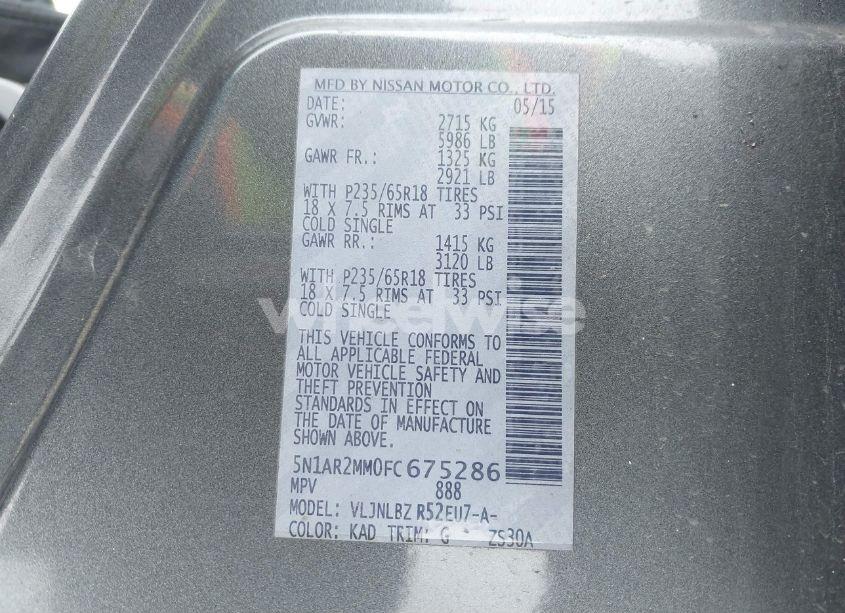 MFD BY NISSAN MOTOR CO., LTD.
DATE: 05/15
GVWR: 2715 KG
5986 LB
GAWR FR.: 1325 KG
2921 LB
WITH P235/65R18 TIRES
18 X 7.5 RIMS AT 33 PSI
COLD SINGLE
GAWR RR.: 1415 KG
3120 LB
WITH P235/65R18 TIRES
18 X 7.5 RIMS AT 33 PSI
COLD SINGLE
THIS VEHICLE CONFORMS TO
ALL APPLICABLE FEDERAL
MOTOR VEHICLE SAFETY AND
THEFT PREVENTION
STANDARDS IN EFFECT ON
THE DATE OF MANUFACTURE
SHOWN ABOVE.
5N1AR2MM0FC675286
MPV 888
MODEL: VLJNLBZ R52EU7-A-
COLOR: KAD TRIM: G ZS30A